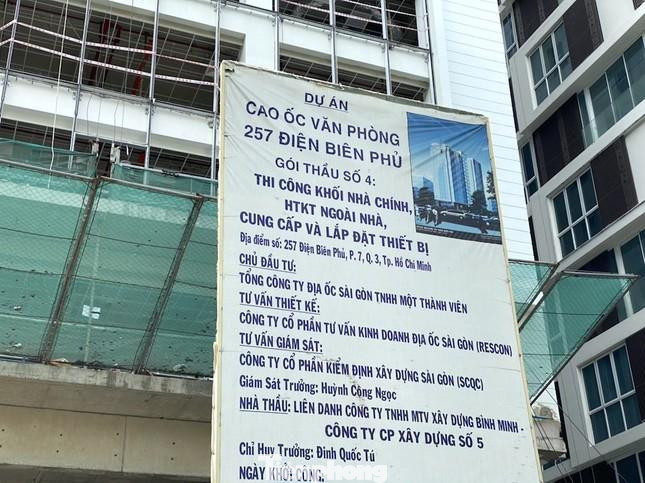 DỰ ÁN
CAO ỐC VĂN PHÒNG
257 ĐIỆN BIÊN PHỦ
GÓI THẦU SỐ 4:
THI CÔNG KHỐI NHÀ CHÍNH,
HTKT NGOÀI NHÀ,
CUNG CẤP VÀ LẮP ĐẶT THIẾT BỊ
Địa điểm số: 257 Điện Biên Phủ, P. 7, Q. 3, Tp. Hồ Chí Minh
CHỦ ĐẦU TƯ:
TỔNG CÔNG TY ĐỊA ỐC SÀI GÒN TNHH MỘT THÀNH VIÊN
TƯ VẤN THIẾT KẾ:
CÔNG TY CỔ PHẦN TƯ VẤN KINH DOANH ĐỊA ỐC SÀI GÒN (RESCON)
TƯ VẤN GIÁM SÁT:
CÔNG TY CỔ PHẦN KIỂM ĐỊNH XÂY DỰNG SÀI GÒN (SCQC)
Giám Sát Trưởng: Huỳnh Công Ngọc
NHÀ THẦU: LIÊN DANH CÔNG TY TNHH MTV XÂY DỰNG BÌNH MINH -
CÔNG TY CP XÂY DỰNG SỐ 5
Chỉ Huy Trưởng: Đinh Quốc Tú
NGÀY KHỞI CÔNG: